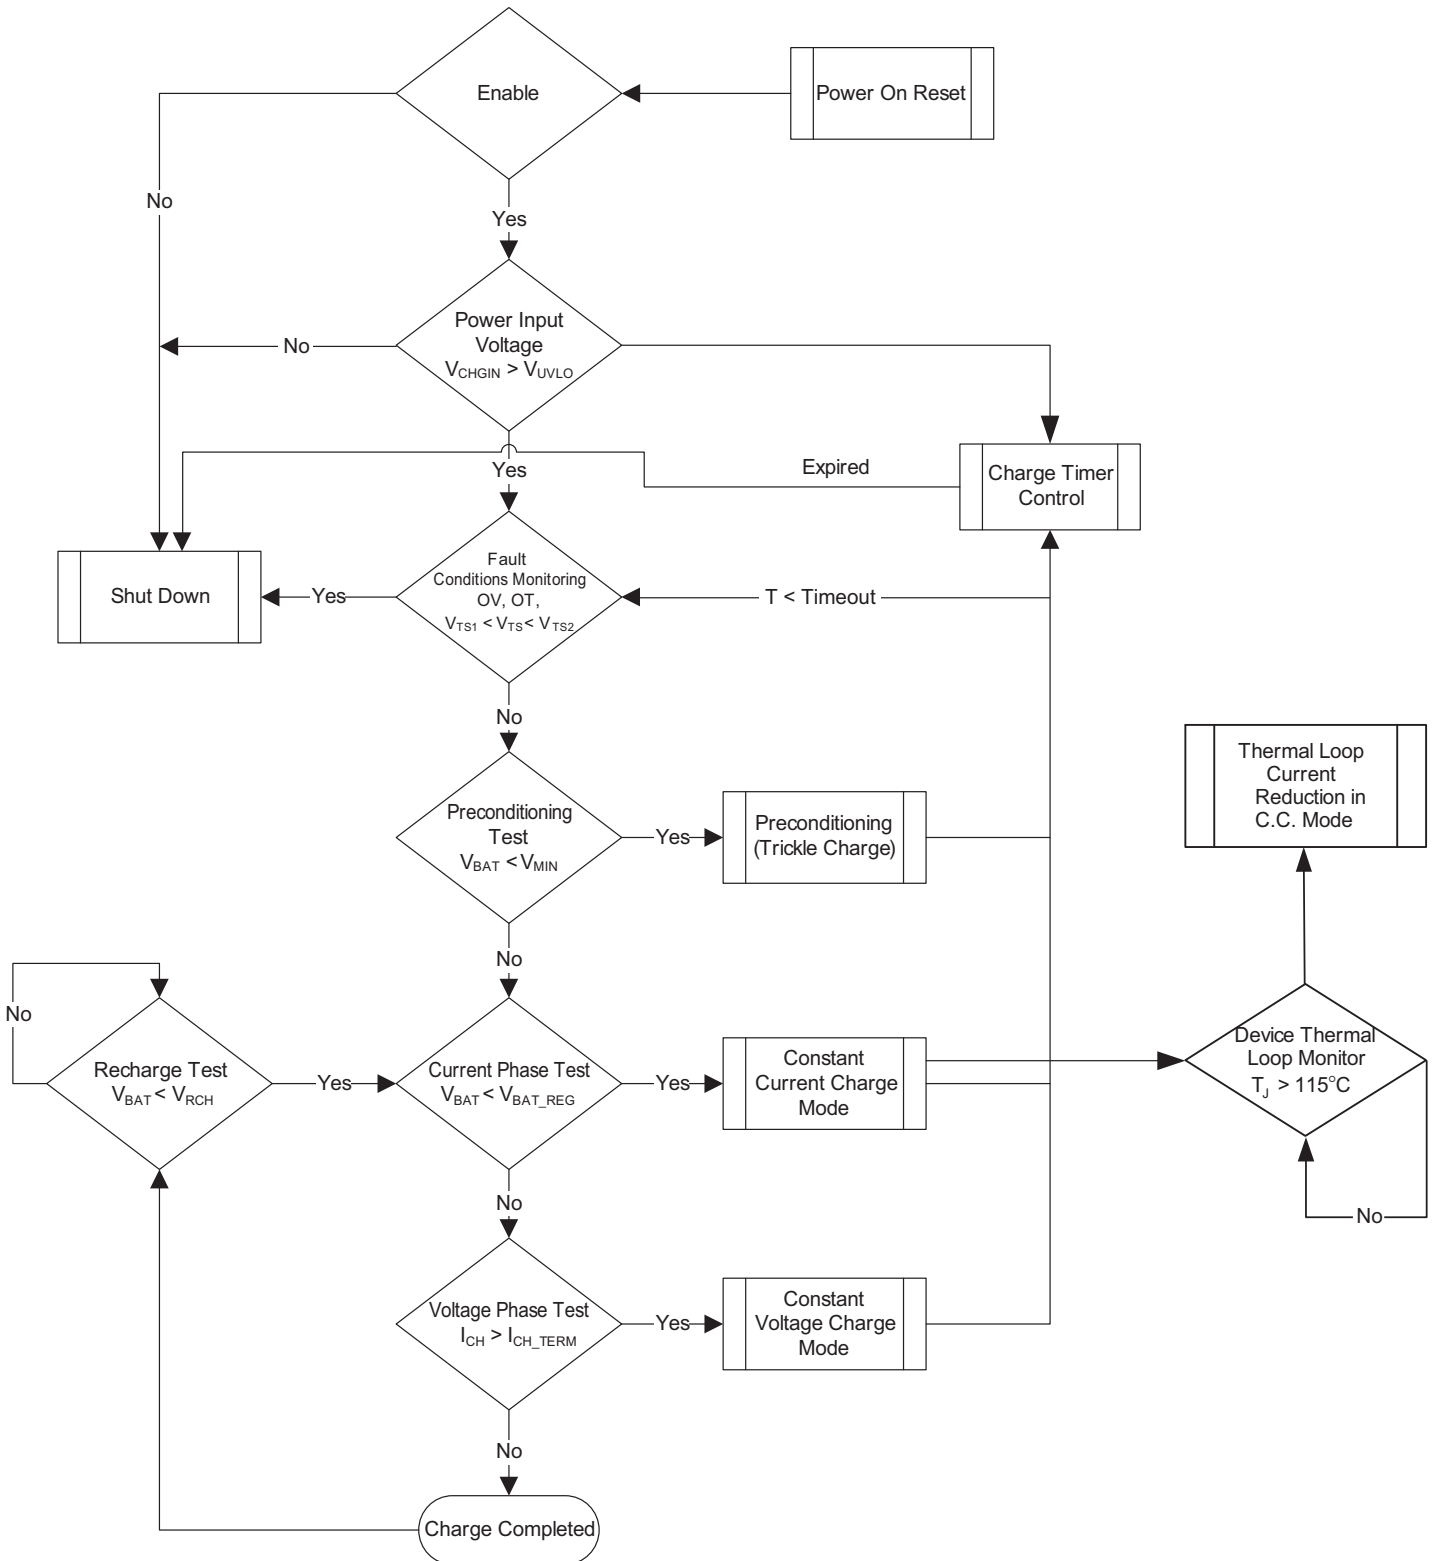 Enable
Power On Reset
No
Yes
Power Input
Voltage
V_CHGIN > V_UVLO
No
Yes
Expired
Charge Timer
Control
Fault
Conditions Monitoring
OV, OT,
V_TS1 < V_TS < V_TS2
Yes
Shut Down
T < Timeout
No
Preconditioning
Test
V_BAT < V_MIN
Yes
Preconditioning
(Trickle Charge)
Thermal Loop
Current
Reduction in
C.C. Mode
No
No
Recharge Test
V_BAT < V_RCH
Yes
Current Phase Test
V_BAT < V_BAT_REG
Yes
Constant
Current Charge
Mode
Device Thermal
Loop Monitor
T_J > 115°C
No
No
Voltage Phase Test
I_CH > I_CH_TERM
Yes
Constant
Voltage Charge
Mode
No
Charge Completed